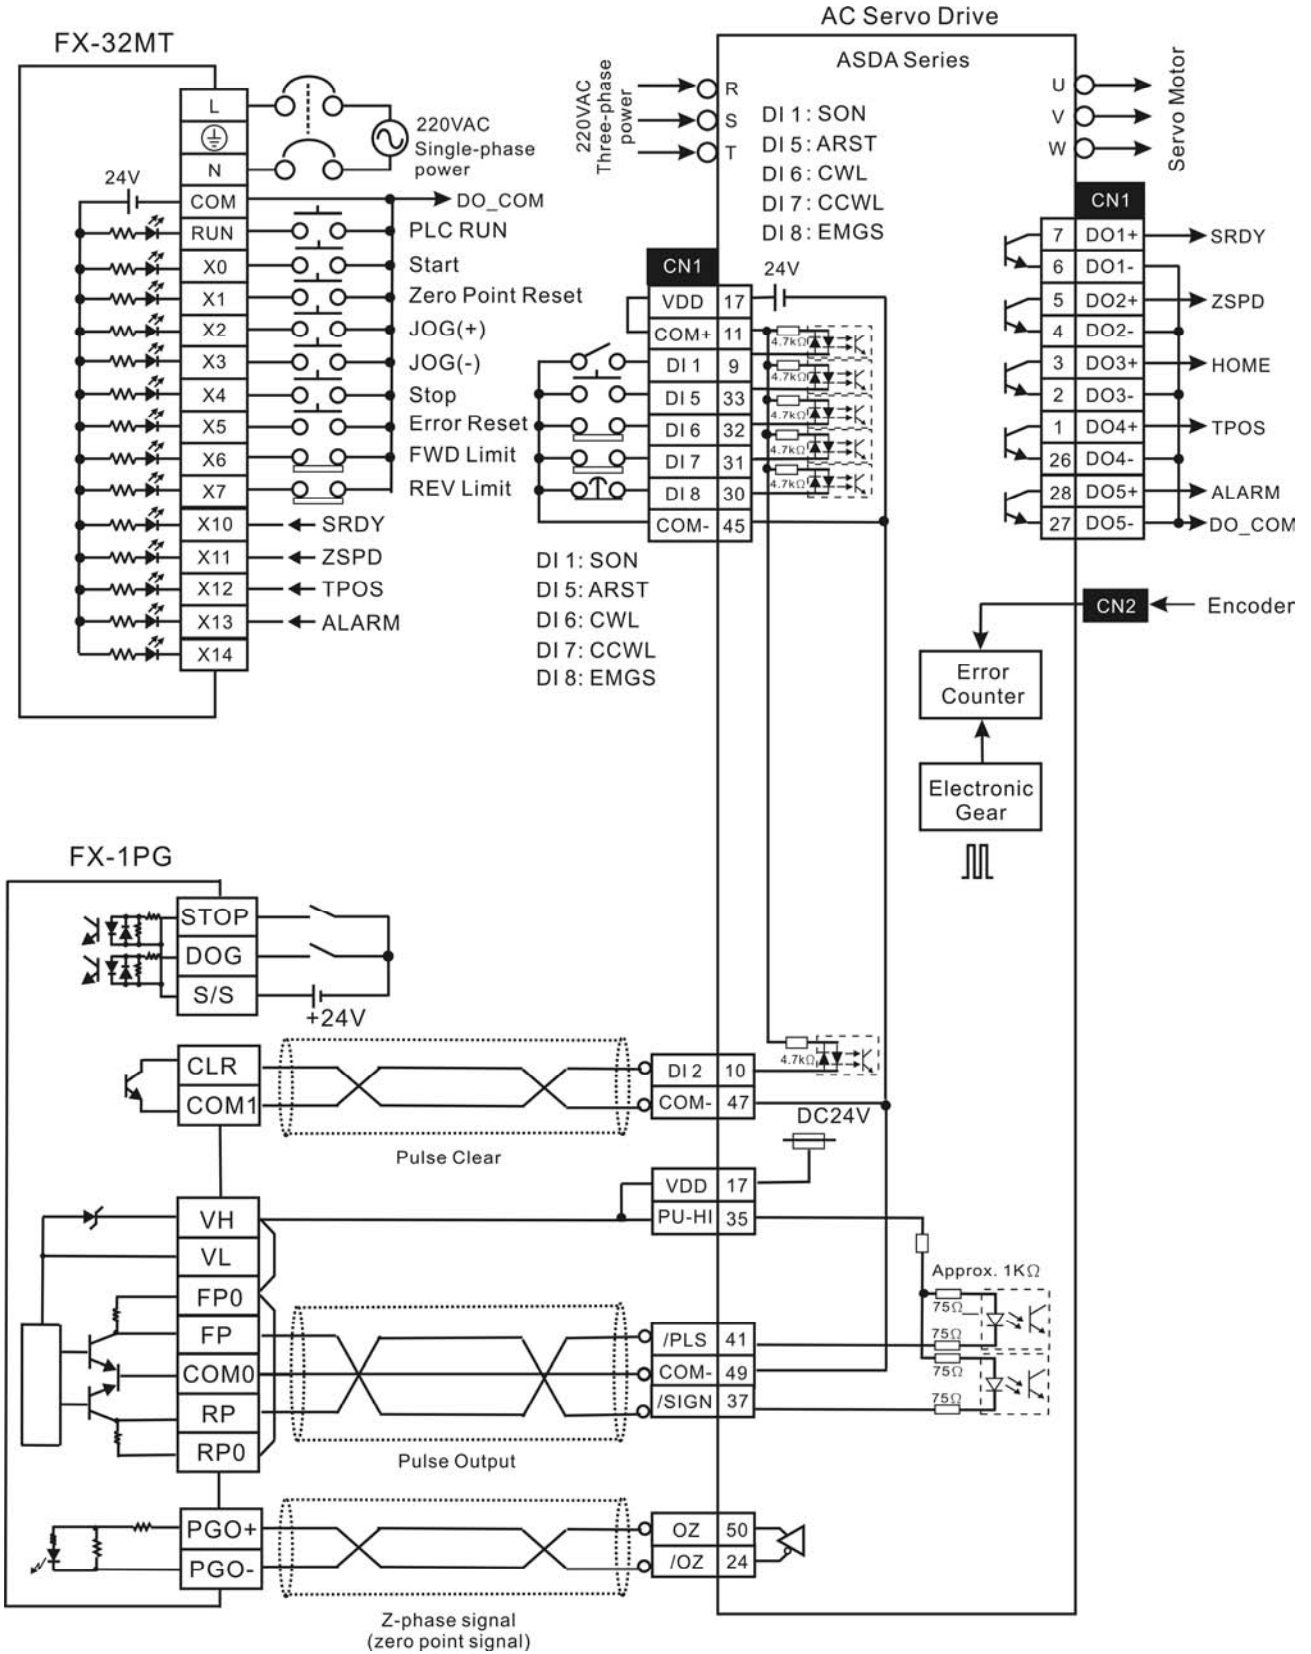 AC Servo Drive
FX-32MT
ASDA Series
220VAC
Three-phase
power
R
S
T
U
V
W
Servo Motor
DI 1: SON
DI 5: ARST
DI 6: CWL
DI 7: CCWL
DI 8: EMGS
L
N
220VAC
Single-phase
power
24V
COM
DO_COM
RUN
PLC RUN
X0
Start
X1
Zero Point Reset
X2
JOG(+)
X3
JOG(-)
X4
Stop
X5
Error Reset
X6
FWD Limit
X7
REV Limit
X10
SRDY
X11
ZSPD
X12
TPOS
X13
ALARM
X14
CN1
24V
VDD 17
COM+ 11
4.7kΩ
DI 1 9
4.7kΩ
DI 5 33
4.7kΩ
DI 6 32
4.7kΩ
DI 7 31
4.7kΩ
DI 8 30
COM- 45
DI 1: SON
DI 5: ARST
DI 6: CWL
DI 7: CCWL
DI 8: EMGS
CN1
7 DO1+ SRDY
6 DO1-
5 DO2+ ZSPD
4 DO2-
3 DO3+ HOME
2 DO3-
1 DO4+ TPOS
26 DO4-
28 DO5+ ALARM
27 DO5- DO_COM
CN2
Encoder
Error
Counter
Electronic
Gear
FX-1PG
STOP
DOG
S/S
+24V
CLR
COM1
Pulse Clear
DI 2 10
COM- 47
4.7kΩ
DC24V
VDD 17
PU-HI 35
VH
VL
FP0
FP
COM0
RP
RP0
Pulse Output
/PLS 41
COM- 49
/SIGN 37
Approx. 1KΩ
75Ω
75Ω
75Ω
75Ω
PGO+
PGO-
OZ 50
/OZ 24
Z-phase signal
(zero point signal)